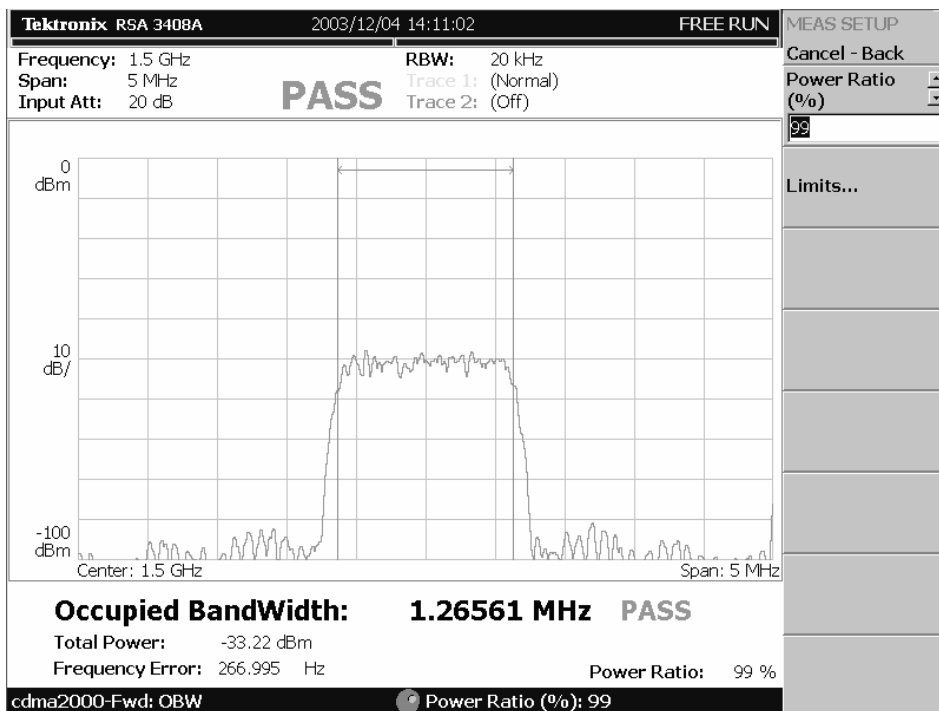 Tektronix RSA 3408A 2003/12/04 14:11:02 FREE RUN
MEAS SETUP
Cancel - Back
Frequency: 1.5 GHz RBW: 20 kHz
Span: 5 MHz PASS Trace 1: (Normal)
Input Att: 20 dB Trace 2: (Off)
Power Ratio
(%)
99
Limits...
0
dBm
10
dB/
-100
dBm
Center: 1.5 GHz Span: 5 MHz
Occupied BandWidth: 1.26561 MHz PASS
Total Power: -33.22 dBm
Frequency Error: 266.995 Hz Power Ratio: 99 %
cdma2000-Fwd: OBW Power Ratio (%): 99